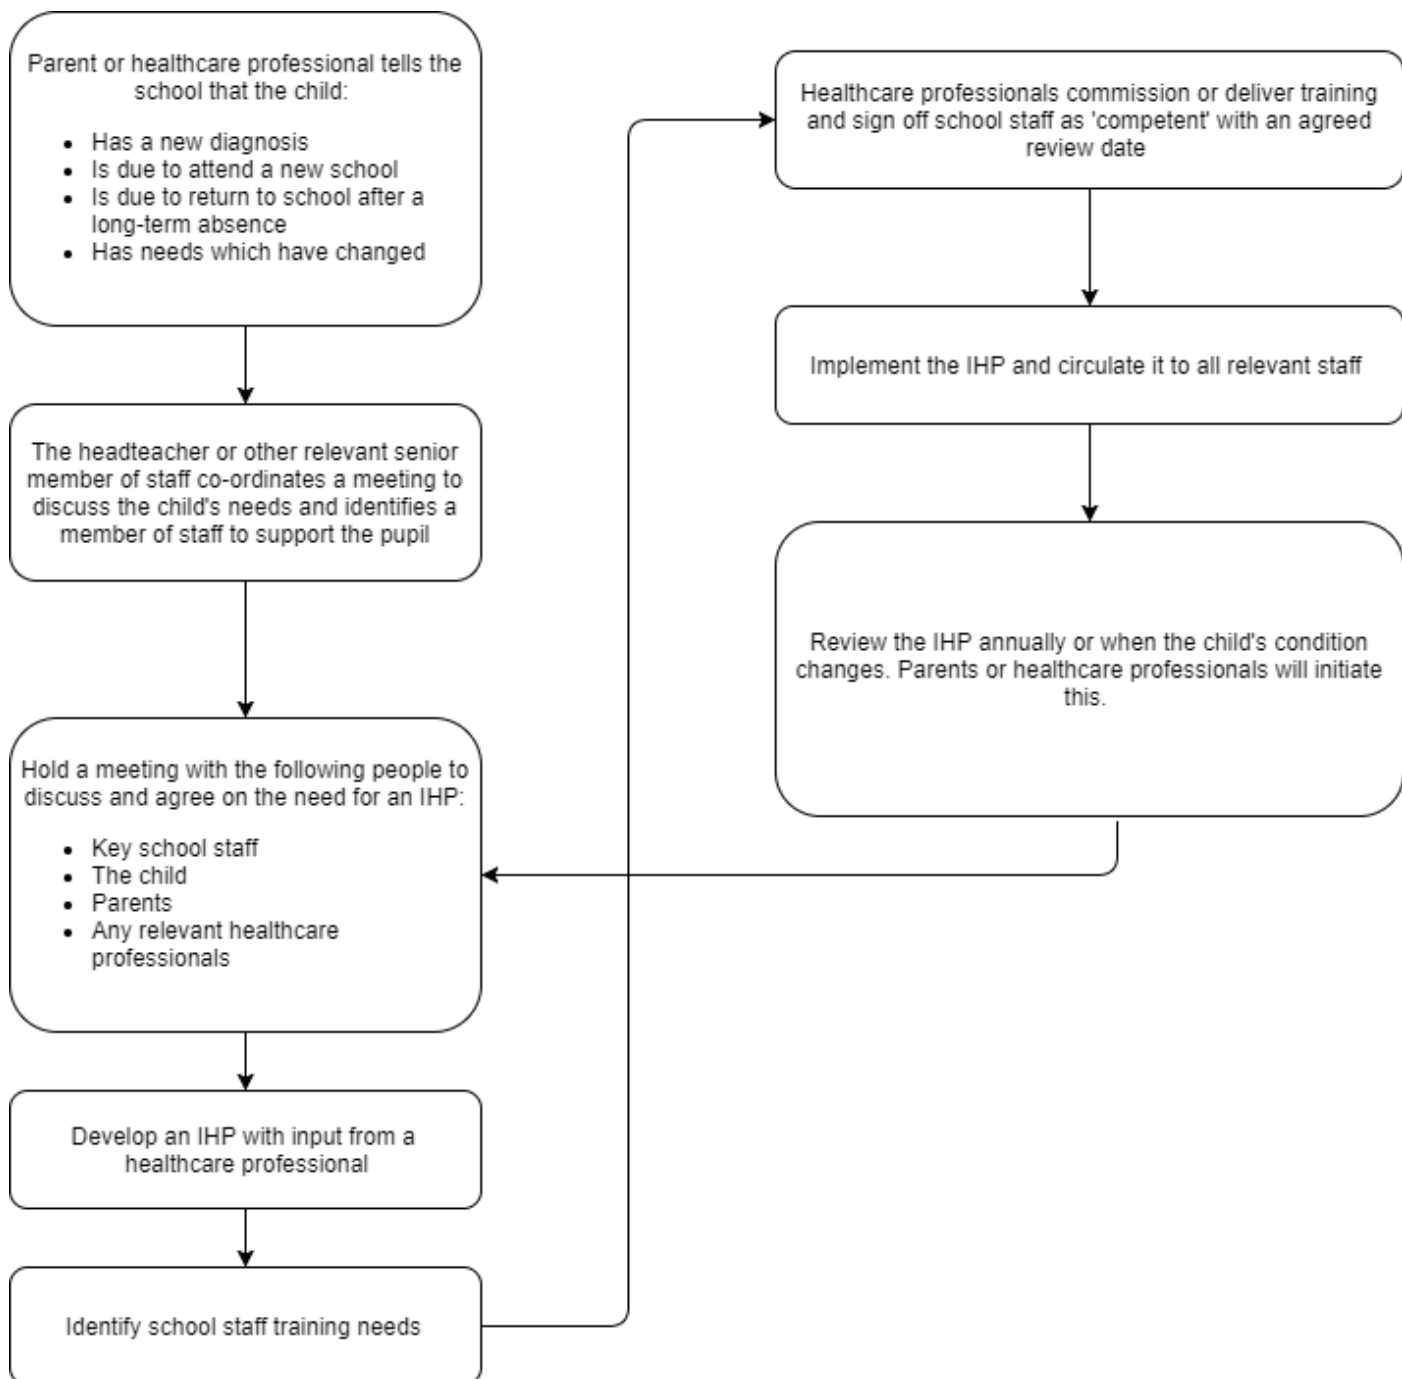 Parent or healthcare professional tells the
school that the child:
• Has a new diagnosis
• Is due to attend a new school
• Is due to return to school after a
long-term absence
• Has needs which have changed
The headteacher or other relevant senior
member of staff co-ordinates a meeting to
discuss the child's needs and identifies a
member of staff to support the pupil
Hold a meeting with the following people to
discuss and agree on the need for an IHP:
• Key school staff
• The child
• Parents
• Any relevant healthcare
professionals
Develop an IHP with input from a
healthcare professional
Identify school staff training needs
Healthcare professionals commission or deliver training
and sign off school staff as 'competent' with an agreed
review date
Implement the IHP and circulate it to all relevant staff
Review the IHP annually or when the child's condition
changes. Parents or healthcare professionals will initiate
this.